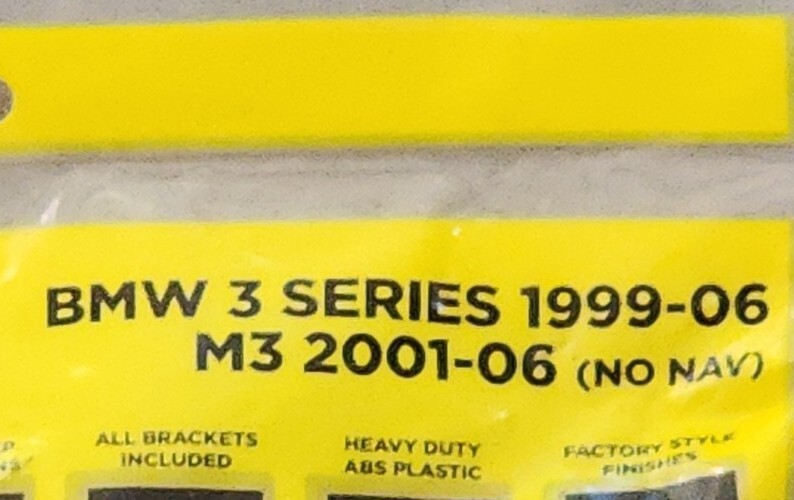 BMW 3 SERIES 1999-06
M3 2001-06 (NO NAV)
ALL BRACKETS
INCLUDED
HEAVY DUTY
ABS PLASTIC
FACTORY STYLE
FINISHES